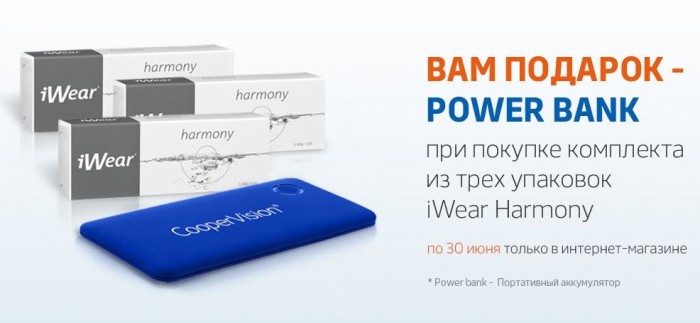 iWear®
harmony
iWear®
harmony
iWear®
harmony
CooperVision®
ВАМ ПОДАРОК -
POWER BANK
при покупке комплекта
из трех упаковок
iWear Harmony
по 30 июня только в интернет-магазине
* Power bank - Портативный аккумулятор